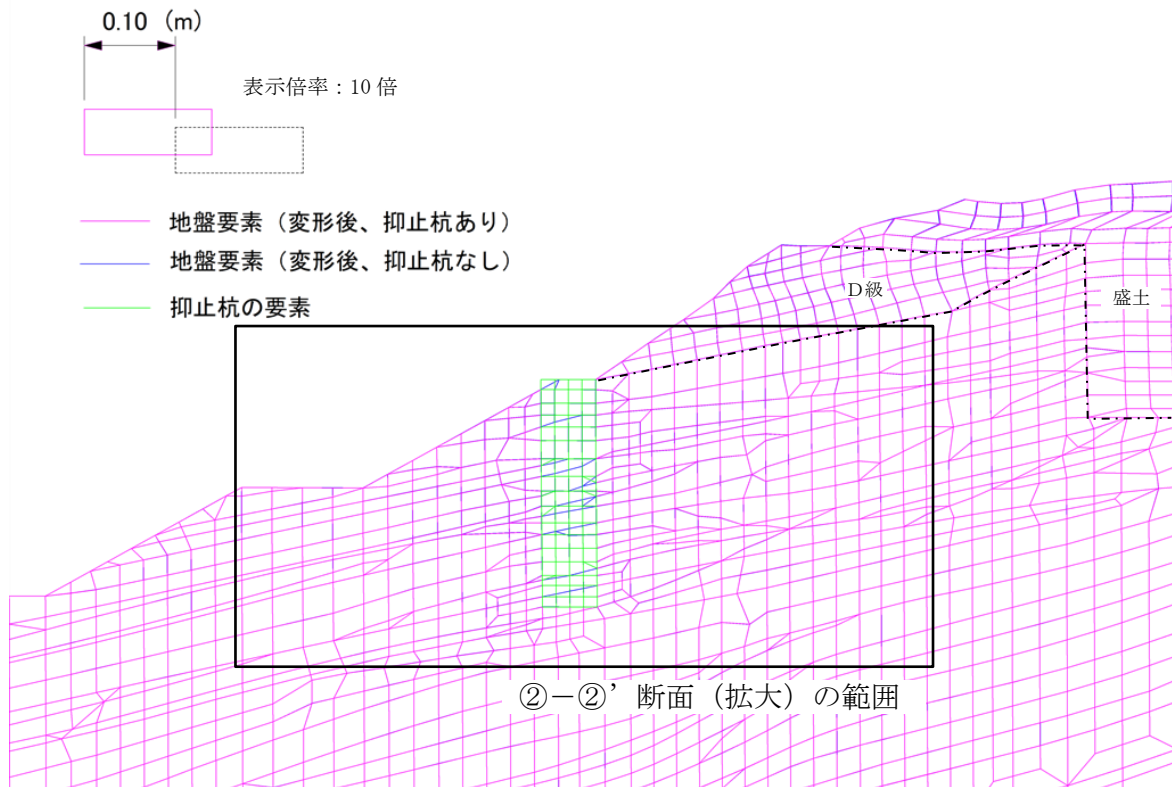 0.10 (m)
表示倍率：10 倍
地盤要素（変形後、抑止杭あり）
地盤要素（変形後、抑止杭なし）
抑止杭の要素
Ｄ級
盛土
②－②’断面（拡大）の範囲